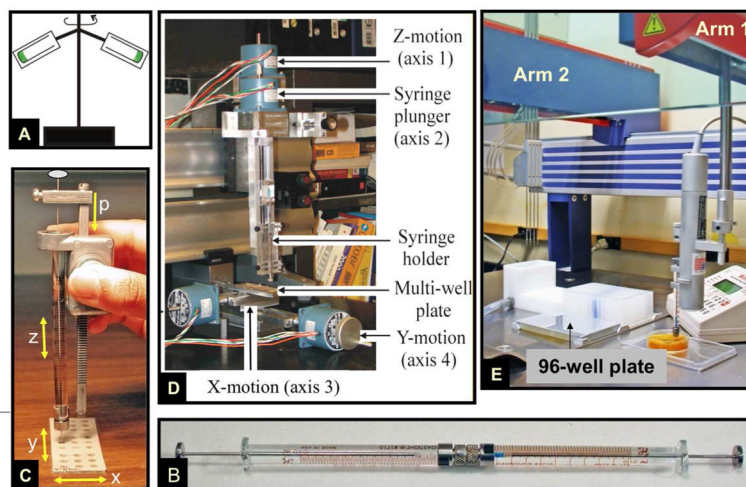 A
Z-motion
(axis 1)
Syringe
plunger
(axis 2)
Syringe
holder
Multi-well
plate
Y-motion
(axis 4)
X-motion (axis 3)
D
Arm 1
Arm 2
96-well plate
E
p
z
y
x
C
B